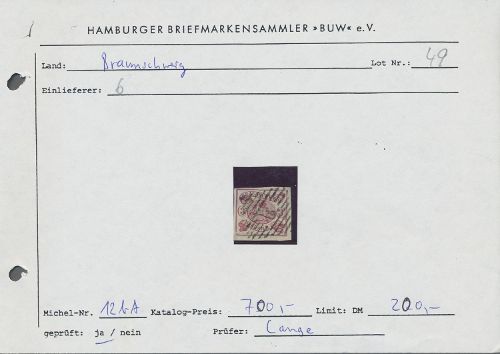 HAMBURGER BRIEFMARKENSAMMLER »BUW« e.V.
Land: Braunschweig Lot Nr.: 49
Einlieferer: 6
Michel-Nr. 12bA Katalog-Preis: 700,- Limit: DM 200,-
geprüft: ja / nein Prüfer: Lange